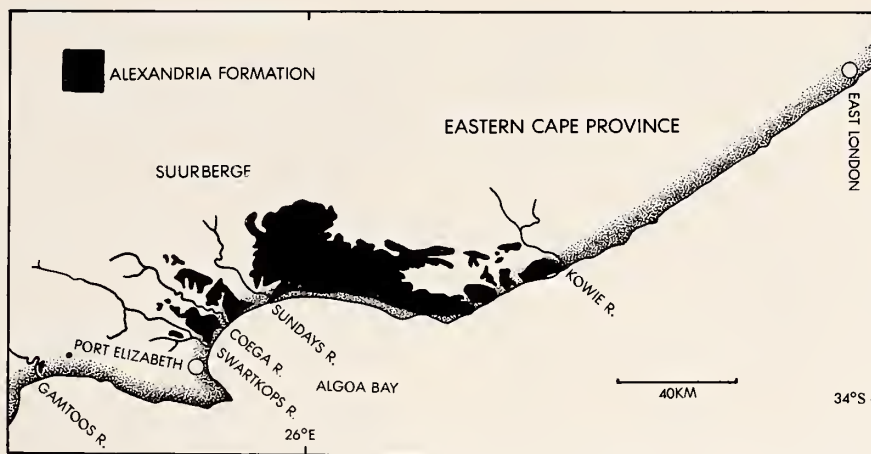 ALEXANDRIA FORMATION
EASTERN CAPE PROVINCE
EAST LONDON
SUURBERGE
KOWIE R.
SUNDAYS R.
COEGA R.
SWARTKOPS R.
PORT ELIZABETH
ALGOA BAY
GAMTOOS R.
40KM
34°S
26°E